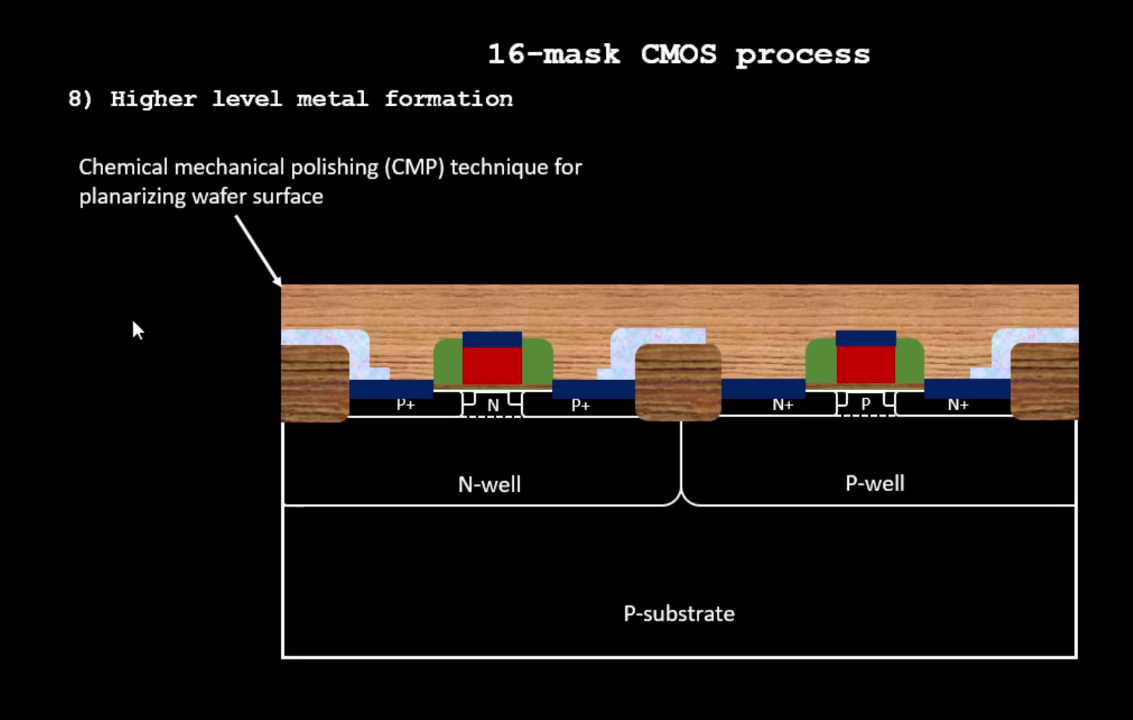 16-mask CMOS process
8) Higher level metal formation
Chemical mechanical polishing (CMP) technique for
planarizing wafer surface
P+ N P+ N+ P N+
N-well P-well
P-substrate